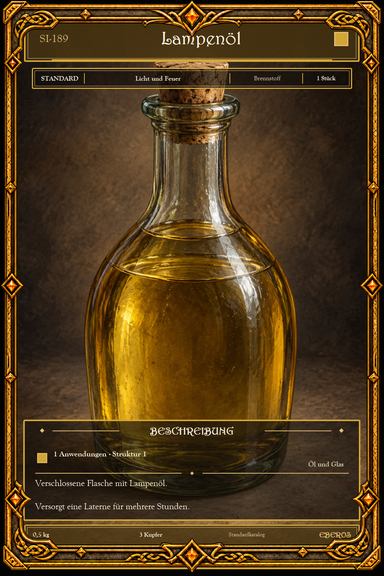 SI-189
Lampenöl
STANDARD Licht und Feuer Brennstoff 1 Stück
BESCHREIBUNG
1 Anwendungen · Struktur 1
Öl und Glas
Verschlossene Flasche mit Lampenöl.
Versorgt eine Laterne für mehrere Stunden.
0,5 kg 3 Kupfer Standardkatalog EBEROS